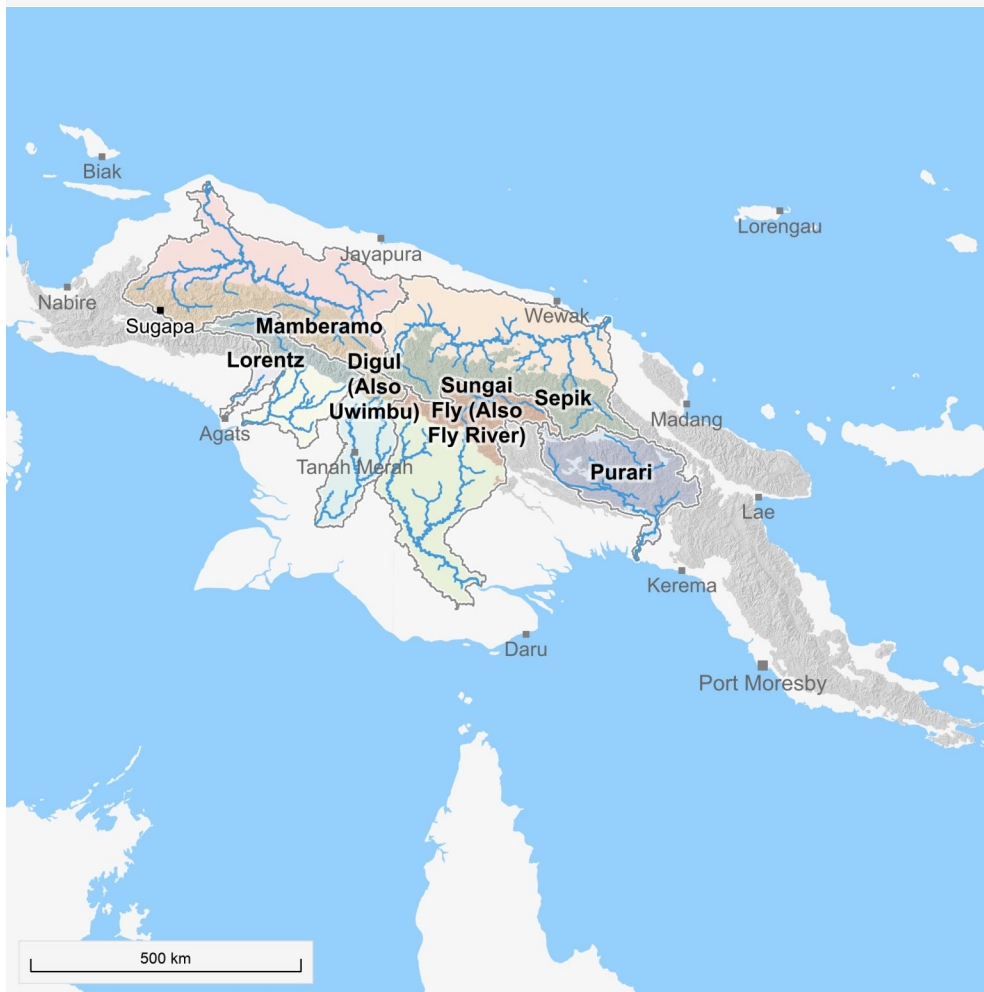 Biak
Lorengau
Jayapura
Nabire
Wewak
Sugapa
Mamberamo
Lorentz
Digul
(Also
Uwimbu)
Sungai
Fly (Also
Fly River)
Sepik
Madang
Agats
Tanah Merah
Purari
Lae
Kerema
Daru
Port Moresby
500 km